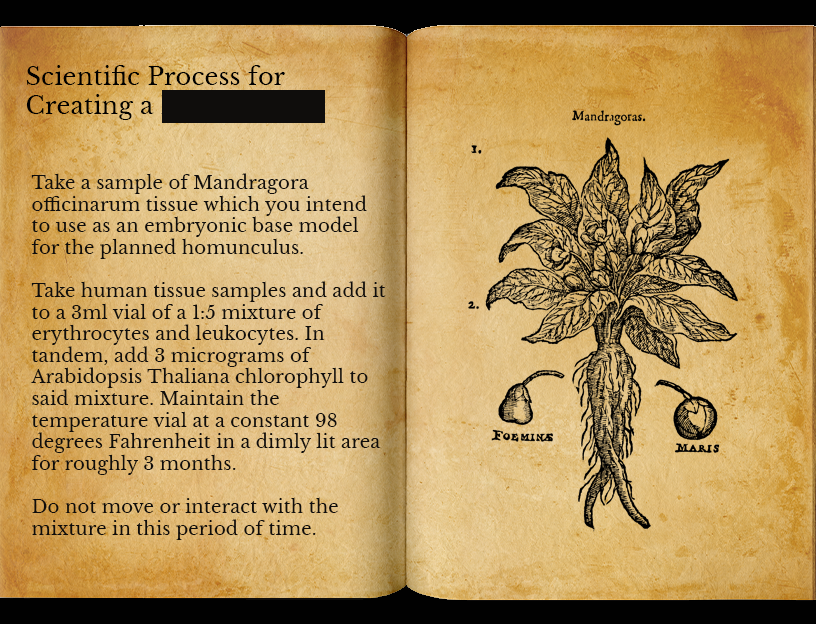 Scientific Process for
Creating a
Take a sample of Mandragora
officinarum tissue which you intend
to use as an embryonic base model
for the planned homunculus.
Take human tissue samples and add it
to a 3ml vial of a 1:5 mixture of
erythrocytes and leukocytes. In
tandem, add 3 micrograms of
Arabidopsis Thaliana chlorophyll to
said mixture. Maintain the
temperature vial at a constant 98
degrees Fahrenheit in a dimly lit area
for roughly 3 months.
Do not move or interact with the
mixture in this period of time.
Mandragoras.
1.
2.
FOEMINÆ
MARIS